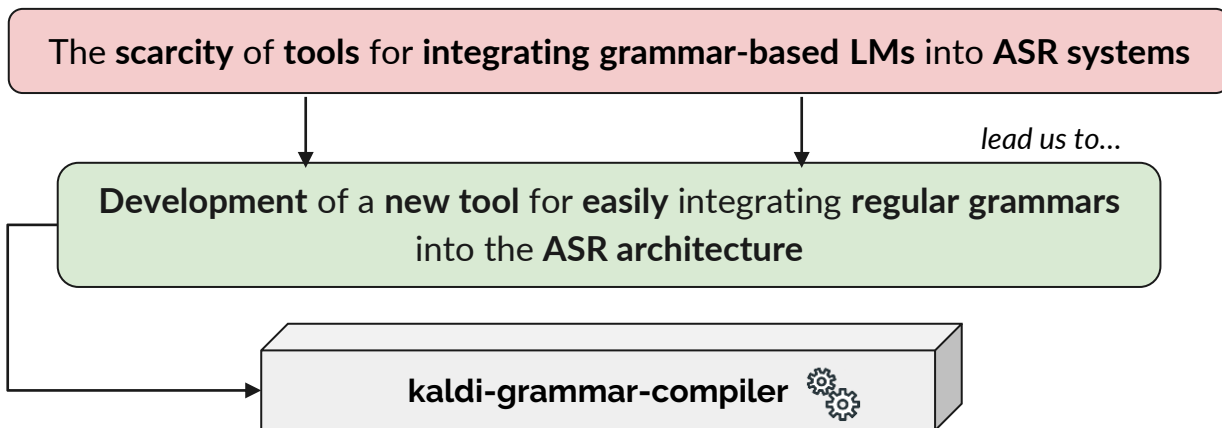 The scarcity of tools for integrating grammar-based LMs into ASR systems
lead us to...
Development of a new tool for easily integrating regular grammars
into the ASR architecture
kaldi-grammar-compiler